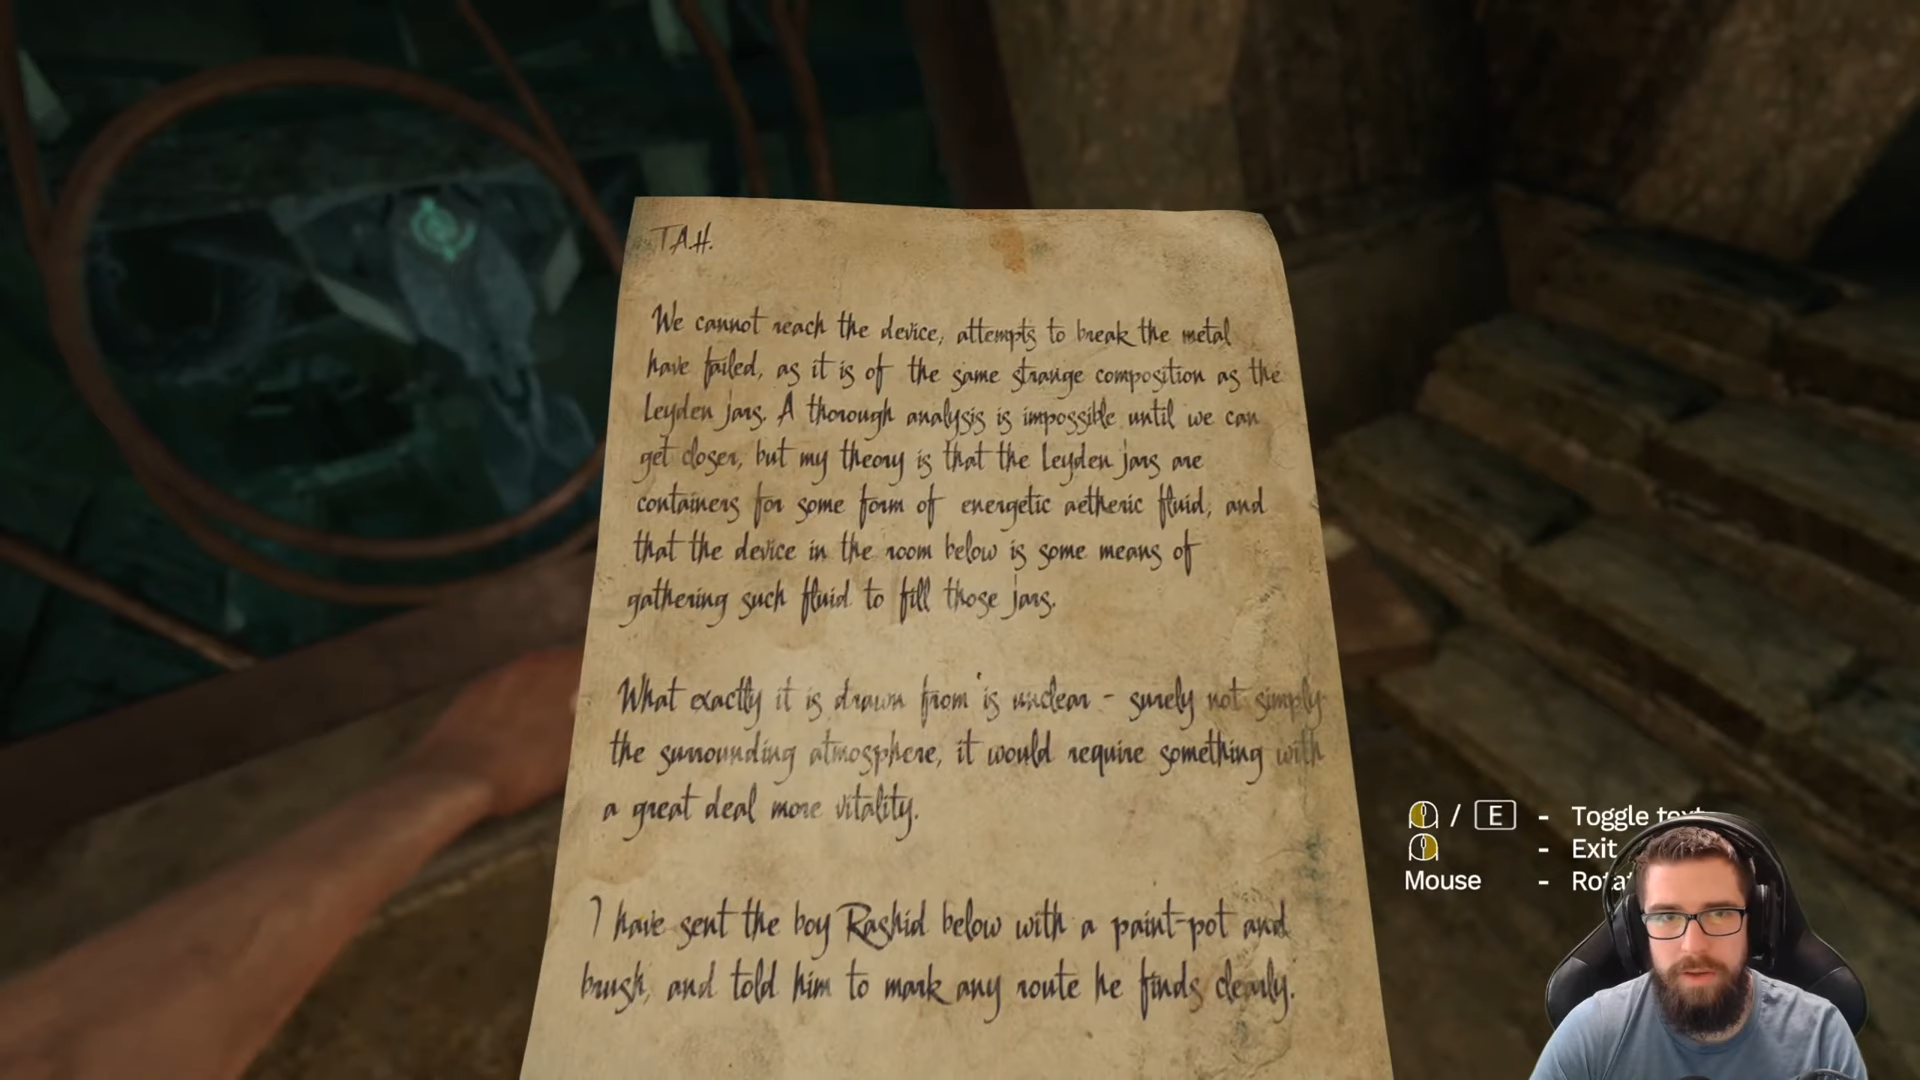 T.A.H.
We cannot reach the device, attempts to break the metal
have failed, as it is of the same strange composition as the
Leyden jars. A thorough analysis is impossible until we can
get closer, but my theory is that the Leyden jars are
containers for some form of energetic aetheric fluid, and
that the device in the room below is some means of
gathering such fluid to fill those jars.
What exactly it is drawn from is unclear - surely not simply
the surrounding atmosphere, it would require something with
a great deal more vitality.
I have sent the boy Rashid below with a paint-pot and
brush, and told him to mark any route he finds clearly.
/ E - Toggle text
- Exit
Mouse - Rotat